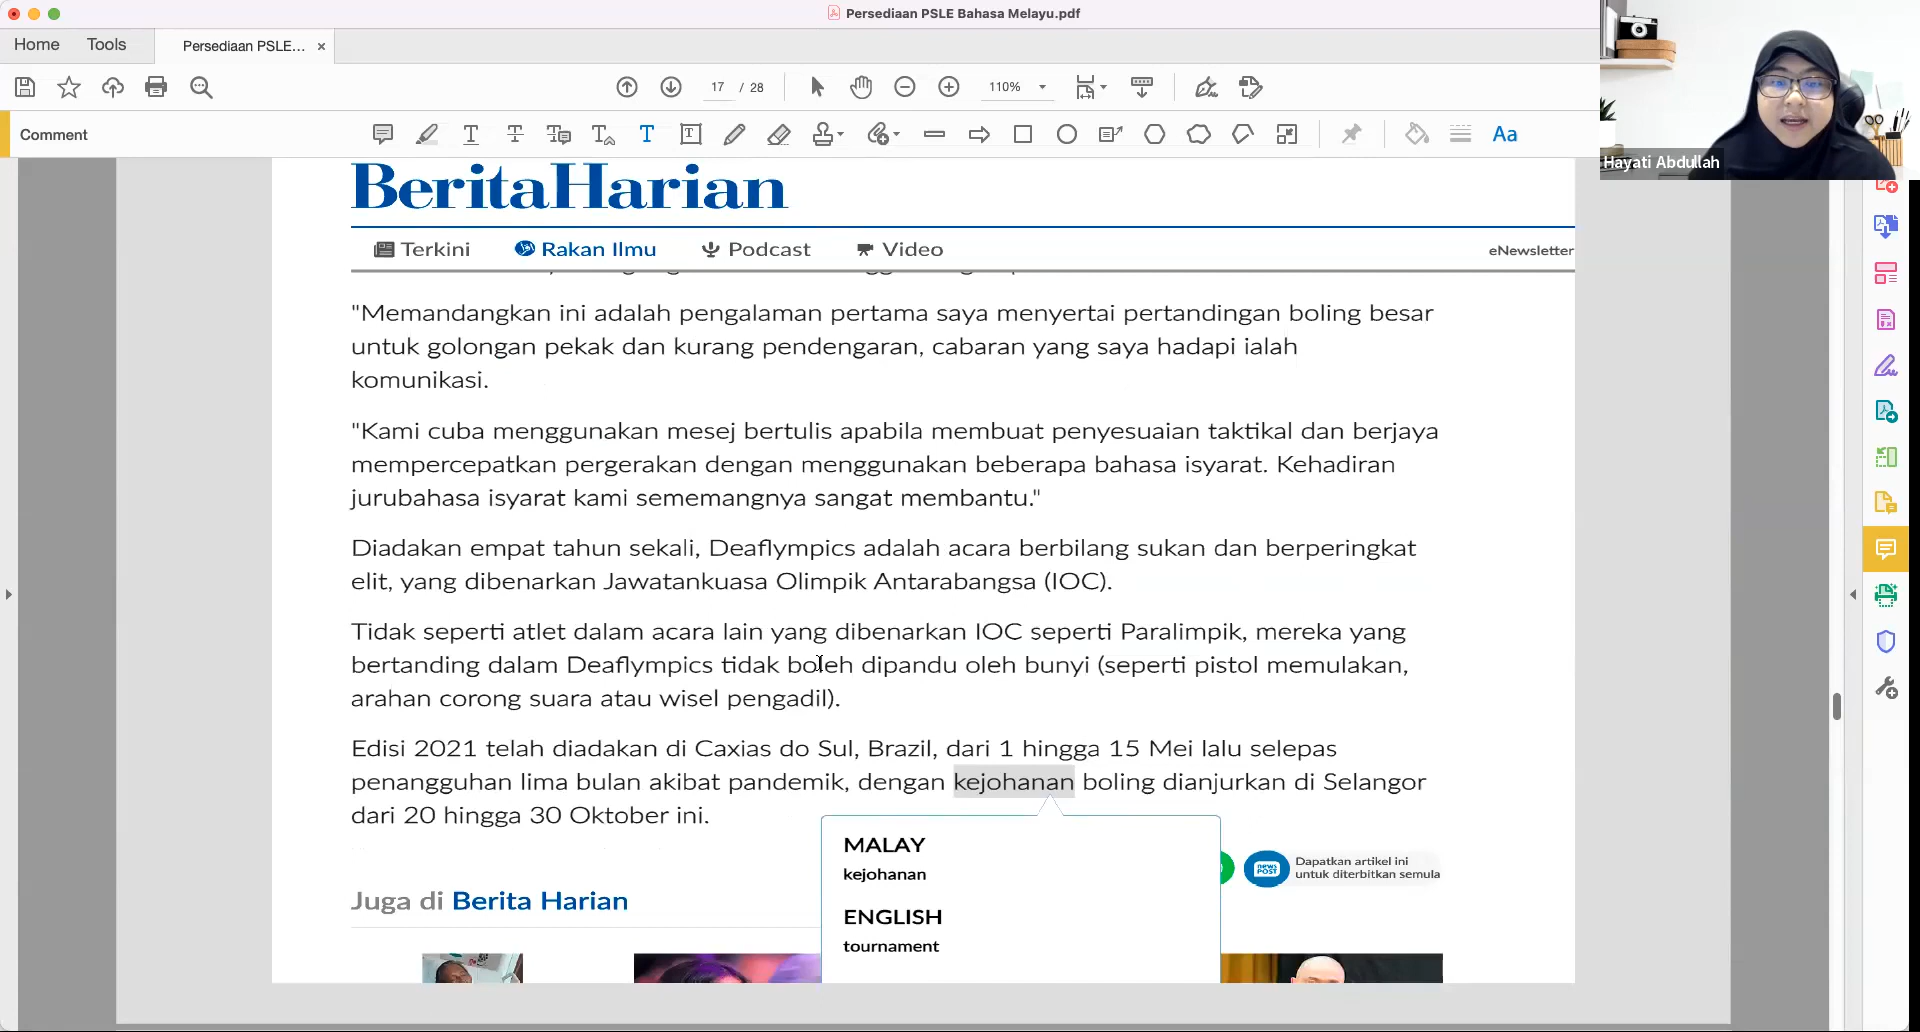 Persediaan PSLE Bahasa Melayu.pdf
Home Tools Persediaan PSLE... ×
17 / 28 110%
Comment
Aa
Hayati Abdullah
BeritaHarian
Terkini Rakan Ilmu Podcast Video eNewsletter
"Memandangkan ini adalah pengalaman pertama saya menyertai pertandingan boling besar
untuk golongan pekak dan kurang pendengaran, cabaran yang saya hadapi ialah
komunikasi.
"Kami cuba menggunakan mesej bertulis apabila membuat penyesuaian taktikal dan berjaya
mempercepatkan pergerakan dengan menggunakan beberapa bahasa isyarat. Kehadiran
jurubahasa isyarat kami sememangnya sangat membantu."
Diadakan empat tahun sekali, Deaflympics adalah acara berbilang sukan dan berperingkat
elit, yang dibenarkan Jawatankuasa Olimpik Antarabangsa (IOC).
Tidak seperti atlet dalam acara lain yang dibenarkan IOC seperti Paralimpik, mereka yang
bertanding dalam Deaflympics tidak boleh dipandu oleh bunyi (seperti pistol memulakan,
arahan corong suara atau wisel pengadil).
Edisi 2021 telah diadakan di Caxias do Sul, Brazil, dari 1 hingga 15 Mei lalu selepas
penangguhan lima bulan akibat pandemik, dengan kejohanan boling dianjurkan di Selangor
dari 20 hingga 30 Oktober ini.
MALAY
kejohanan
ENGLISH
tournament
NEWS
POST
Dapatkan artikel ini
untuk diterbitkan semula
Juga di Berita Harian